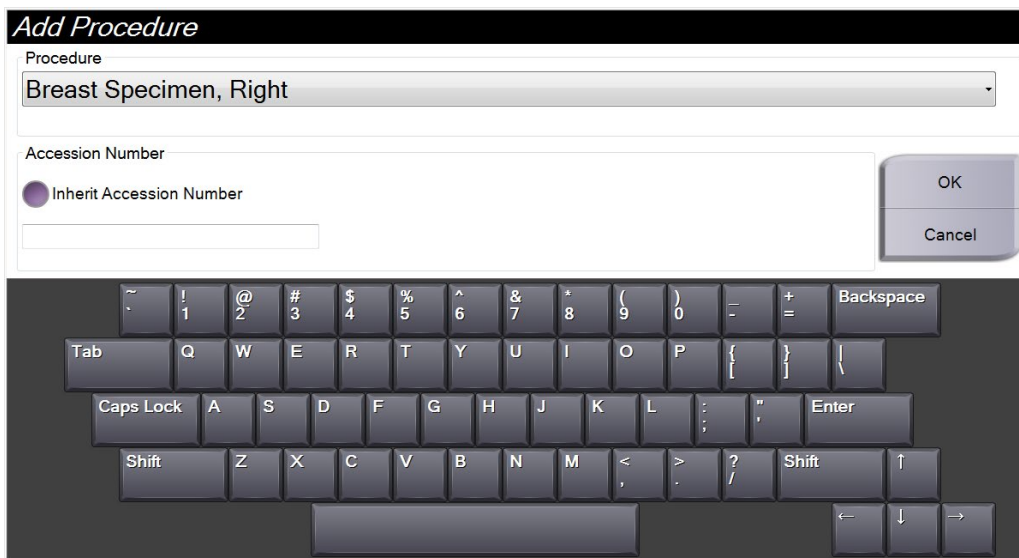 Add Procedure
Procedure
Breast Specimen, Right
Accession Number
Inherit Accession Number
OK
Cancel
~ ! @ # $ % ^ & * ( ) _ + Backspace
` 1 2 3 4 5 6 7 8 9 0 - =
Tab Q W E R T Y U I O P { } |
[ ] \
Caps Lock A S D F G H J K L : " Enter
; '
Shift Z X C V B N M < > ? Shift ↑
, . /
← ↓ →